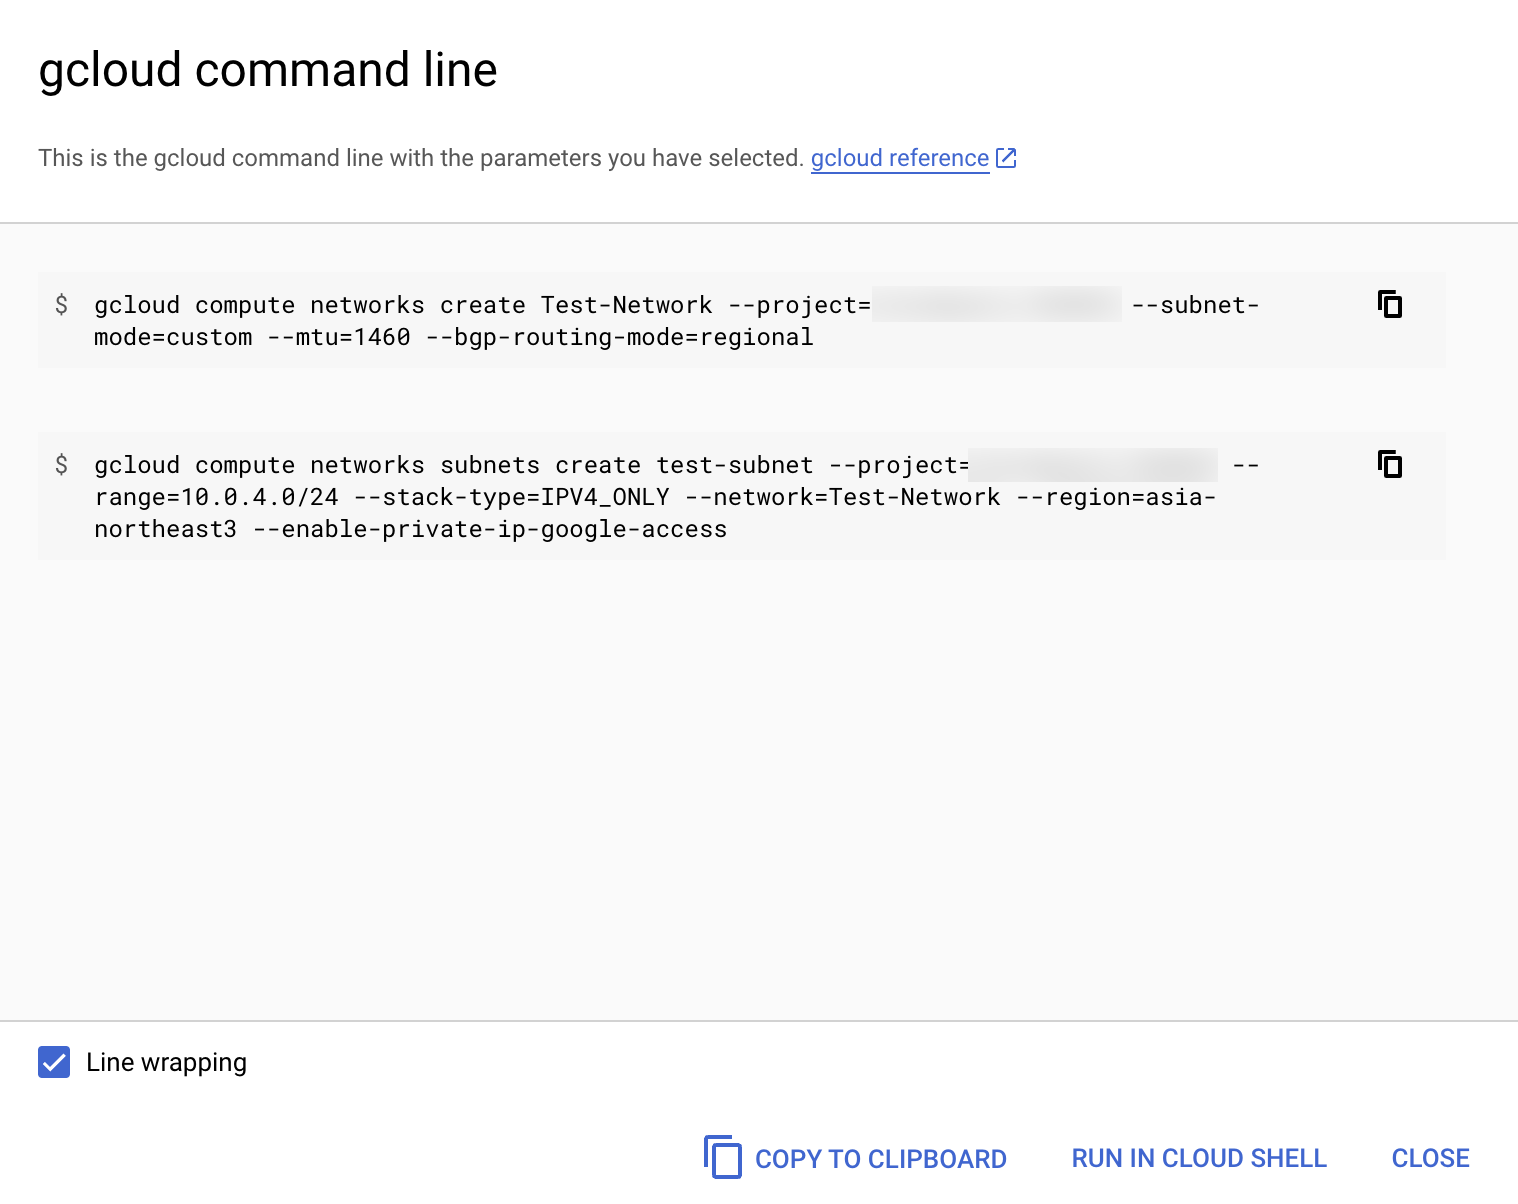 gcloud command line
This is the gcloud command line with the parameters you have selected. gcloud reference
$ gcloud compute networks create Test-Network --project= --subnet-
mode=custom --mtu=1460 --bgp-routing-mode=regional
$ gcloud compute networks subnets create test-subnet --project= --
range=10.0.4.0/24 --stack-type=IPV4_ONLY --network=Test-Network --region=asia-
northeast3 --enable-private-ip-google-access
Line wrapping
COPY TO CLIPBOARD RUN IN CLOUD SHELL CLOSE